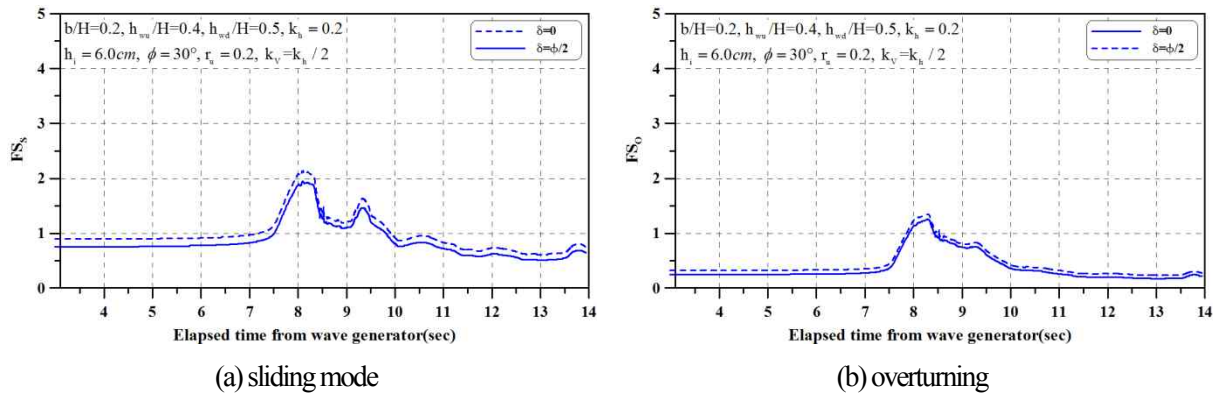 b/H=0.2, h_wu/H=0.4, h_wd/H=0.5, k_h = 0.2
h_i = 6.0cm, ϕ = 30°, r_u = 0.2, k_V=k_h / 2
δ=0
δ=ϕ/2
5
4
3
2
1
0
FS_S
4 5 6 7 8 9 10 11 12 13 14
Elapsed time from wave generator(sec)
(a) sliding mode
b/H=0.2, h_wu/H=0.4, h_wd/H=0.5, k_h = 0.2
h_i = 6.0cm, ϕ = 30°, r_u = 0.2, k_V=k_h / 2
δ=0
δ=ϕ/2
5
4
3
2
1
0
FS_O
4 5 6 7 8 9 10 11 12 13 14
Elapsed time from wave generator(sec)
(b) overturning